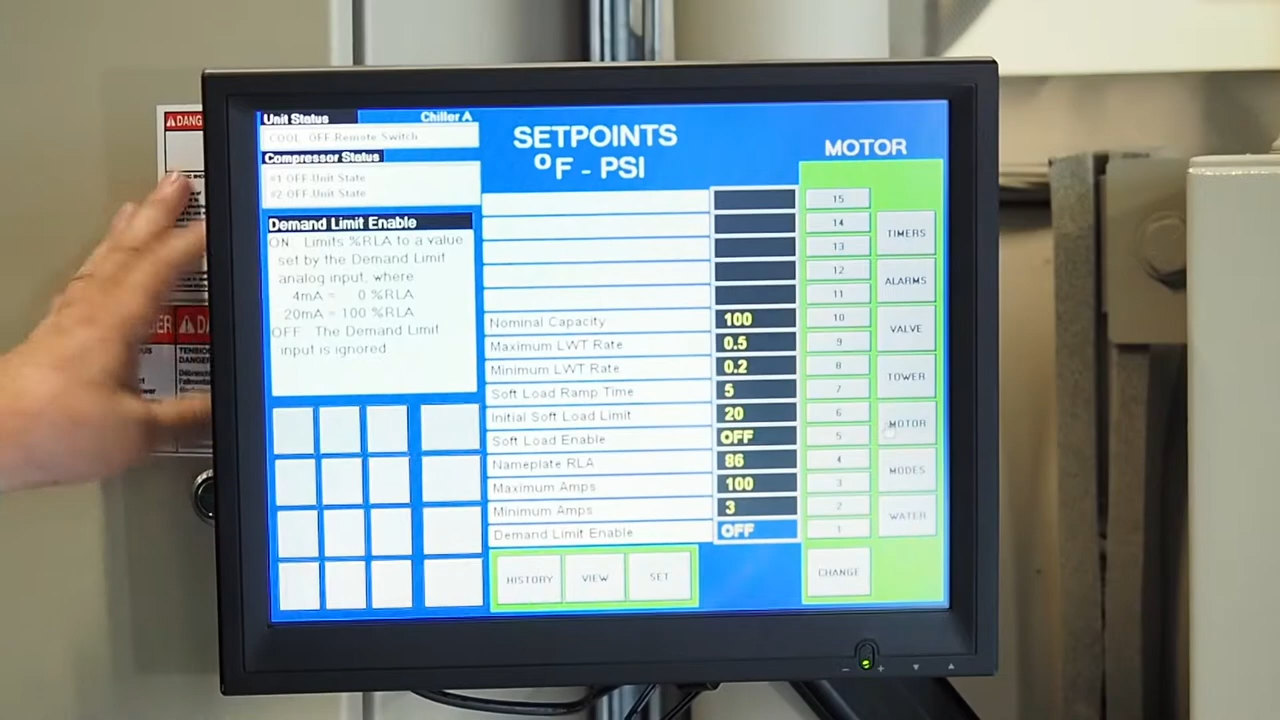 Unit Status Chiller A
COOL OFF:Remote Switch
Compressor Status
#1 OFF:Unit State
#2 OFF:Unit State
Demand Limit Enable
ON: Limits %RLA to a value
set by the Demand Limit
analog input, where
4mA = 0 %RLA
20mA = 100 %RLA
OFF: The Demand Limit
input is ignored
SETPOINTS
°F - PSI
Nominal Capacity 100
Maximum LWT Rate 0.5
Minimum LWT Rate 0.2
Soft Load Ramp Time 5
Initial Soft Load Limit 20
Soft Load Enable OFF
Nameplate RLA 86
Maximum Amps 100
Minimum Amps 3
Demand Limit Enable OFF
HISTORY VIEW SET
MOTOR
15
14
13
12
11
10
9
8
7
6
5
4
3
2
1
TIMERS
ALARMS
VALVE
TOWER
MOTOR
MODES
WATER
CHANGE
DANG
ER DA
TENSION
DANGER